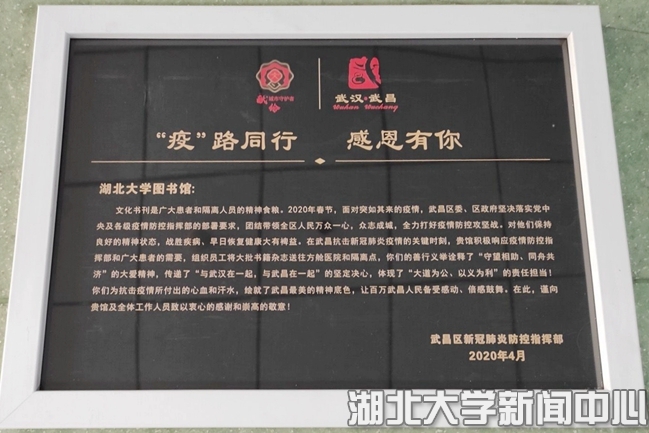 城市守护者
武汉·武昌
Wuhan Wuchang
“疫”路同行 感恩有你
湖北大学图书馆:
文化书刊是广大患者和隔离人员的精神食粮。2020年春节，面对突如其来的疫情，武昌区委、区政府坚决落实党
中央及各级疫情防控指挥部的部署要求，团结带领全区人民万众一心，众志成城，全力打好疫情防控攻坚战。对他们保持
良好的精神状态，战胜疾病、早日恢复健康大有裨益。在武昌抗击新冠肺炎疫情的关键时刻，贵馆积极响应疫情防控指
挥部和广大患者的需要，组织员工将大批书籍杂志送往方舱医院和隔离点，你们的善行义举诠释了“守望相助、同舟共
济”的大爱精神，传递了“与武汉在一起，与武昌在一起”的坚定决心，体现了“大道为公、以义为利”的责任担当！
你们为抗击疫情所付出的心血和汗水，绘就了武昌最美的精神底色，让百万武昌人民备受感动、倍感鼓舞。在此，谨向
贵馆及全体工作人员致以衷心的感谢和崇高的敬意！
武昌区新冠肺炎防控指挥部
2020年4月
湖北大学新闻中心